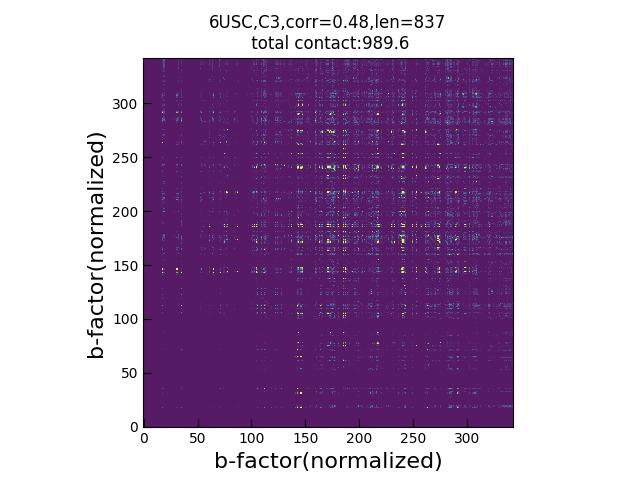 6USC,C3,corr=0.48,len=837
total contact:989.6
b-factor(normalized)
300
250
200
150
100
50
0
0 50 100 150 200 250 300
b-factor(normalized)